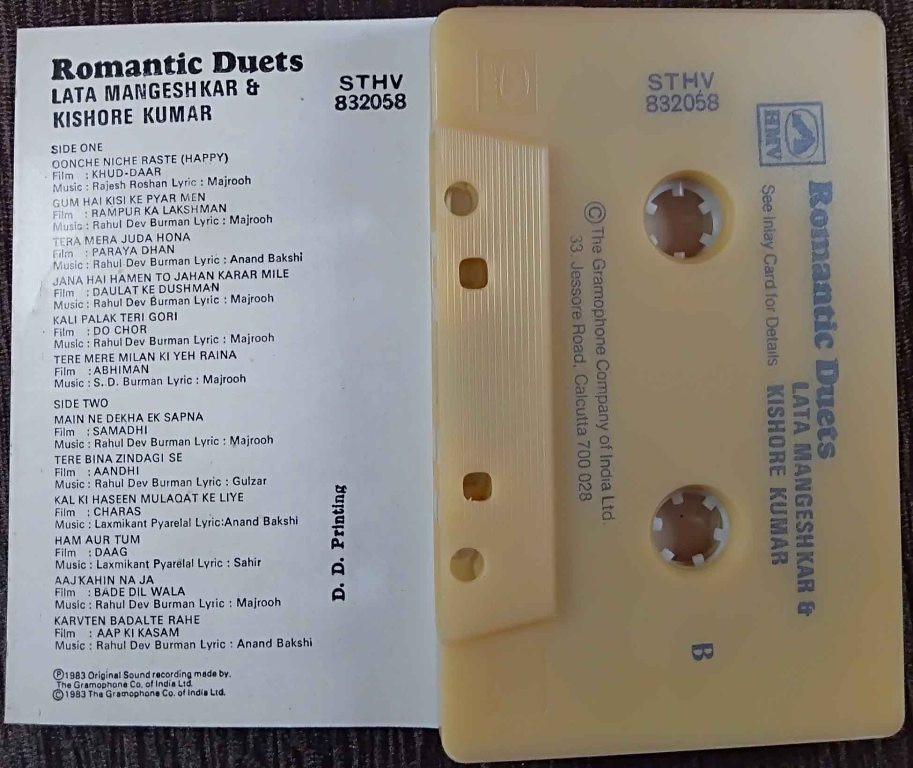 Romantic Duets
LATA MANGESHKAR &
KISHORE KUMAR
STHV
832058
SIDE ONE
OONCHE NICHE RASTE (HAPPY)
Film : KHUD-DAAR
Music : Rajesh Roshan Lyric : Majrooh
GUM HAI KISI KE PYAR MEN
Film : RAMPUR KA LAKSHMAN
Music : Rahul Dev Burman Lyric : Majrooh
TERA MERA JUDA HONA
Film : PARAYA DHAN
Music : Rahul Dev Burman Lyric : Anand Bakshi
JANA HAI HAMEN TO JAHAN KARAR MILE
Film : DAULAT KE DUSHMAN
Music : Rahul Dev Burman Lyric : Majrooh
KALI PALAK TERI GORI
Film : DO CHOR
Music : Rahul Dev Burman Lyric : Majrooh
TERE MERE MILAN KI YEH RAINA
Film : ABHIMAN
Music : S. D. Burman Lyric : Majrooh
SIDE TWO
MAIN NE DEKHA EK SAPNA
Film : SAMADHI
Music : Rahul Dev Burman Lyric : Majrooh
TERE BINA ZINDAGI SE
Film : AANDHI
Music : Rahul Dev Burman Lyric : Gulzar
KAL KI HASEEN MULAQAT KE LIYE
Film : CHARAS
Music : Laxmikant Pyarelal Lyric:Anand Bakshi
HAM AUR TUM
Film : DAAG
Music : Laxmikant Pyarelal Lyric : Sahir
AAJ KAHIN NA JA
Film : BADE DIL WALA
Music : Rahul Dev Burman Lyric : Majrooh
KARVTEN BADALTE RAHE
Film : AAP KI KASAM
Music : Rahul Dev Burman Lyric : Anand Bakshi
Ⓟ1983 Original Sound recording made by.
The Gramophone Co. of India Ltd.
©1983 The Gramophone Co. of India Ltd.
D. D. Printing
STHV
832058
HMV
Romantic Duets
LATA MANGESHKAR &
KISHORE KUMAR
See Inlay Card for Details
© The Gramophone Company of India Ltd.
33, Jessore Road, Calcutta 700 028
B